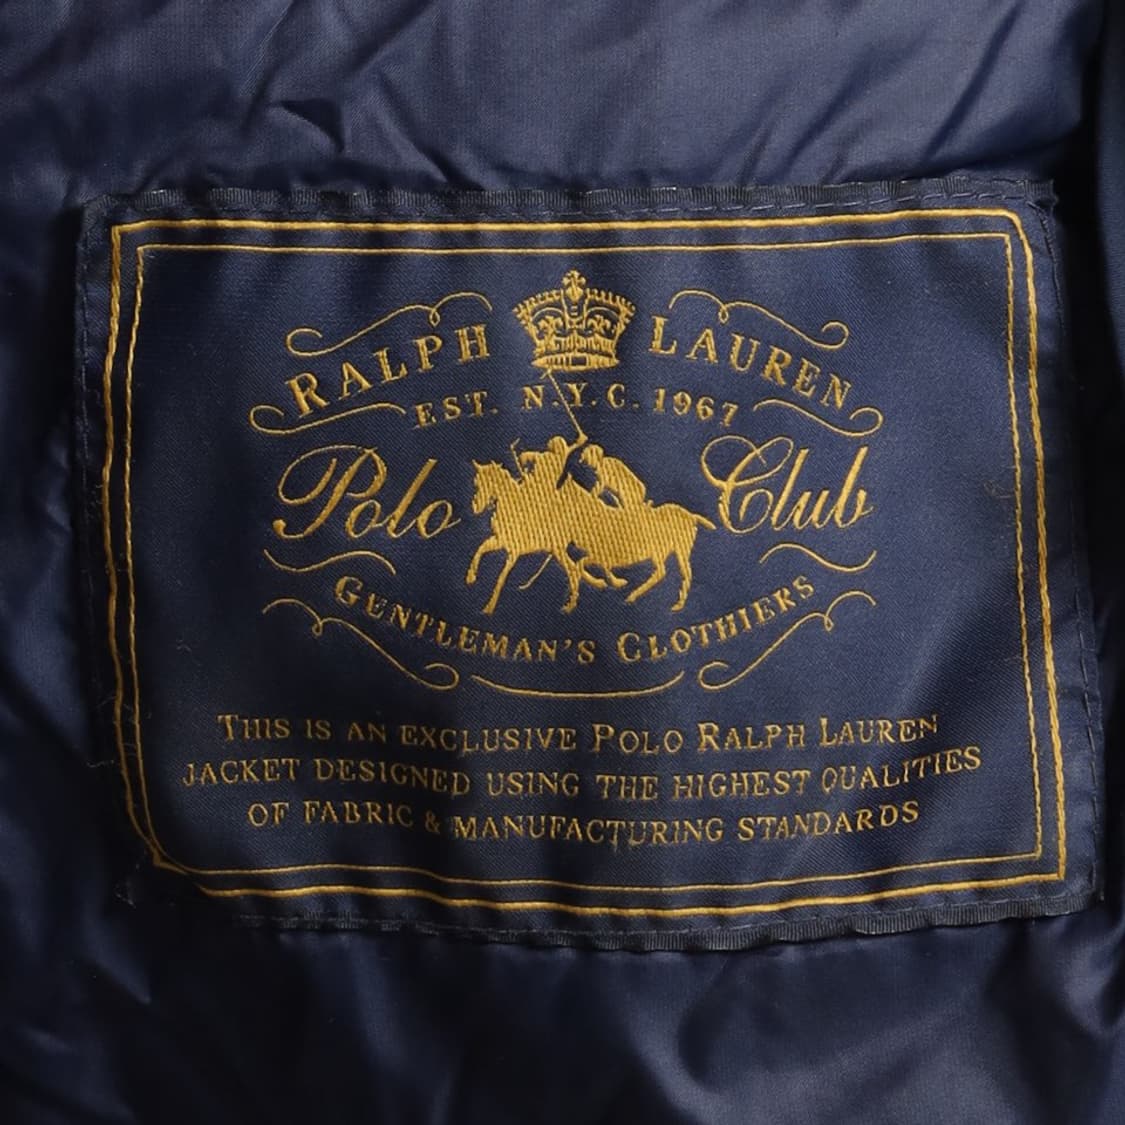 RALPH LAUREN
EST. N.Y.C. 1967
Polo Club
GENTLEMAN'S CLOTHIERS
THIS IS AN EXCLUSIVE POLO RALPH LAUREN
JACKET DESIGNED USING THE HIGHEST QUALITIES
OF FABRIC & MANUFACTURING STANDARDS